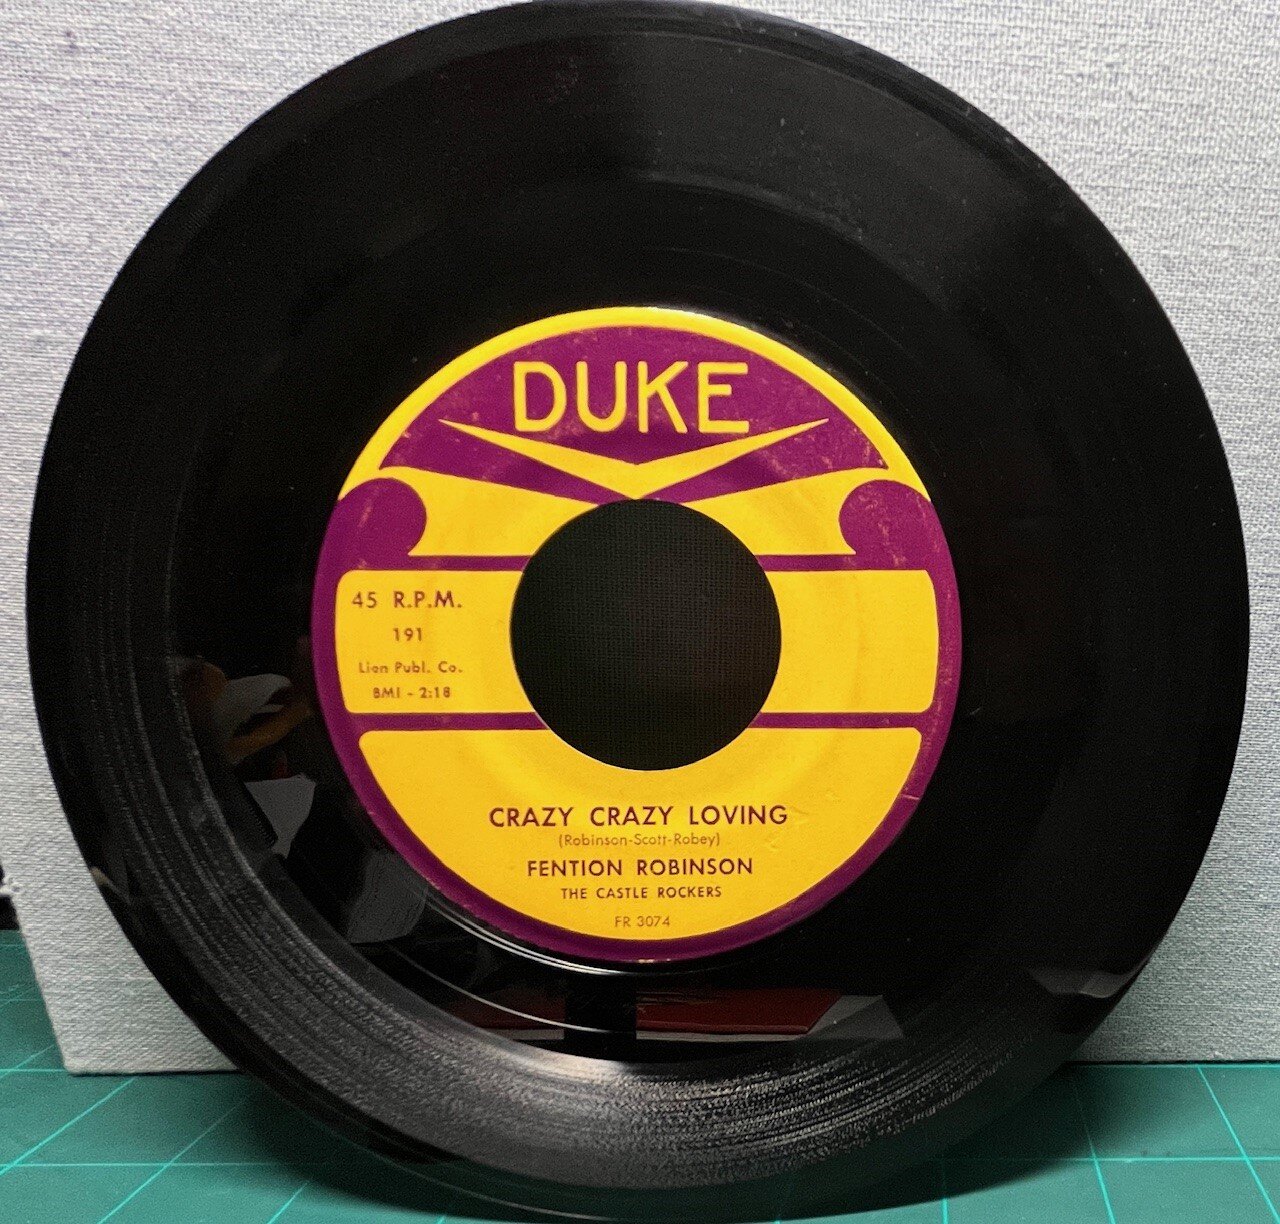 DUKE
45 R.P.M.
191
Lion Publ. Co.
BMI - 2:18
CRAZY CRAZY LOVING
(Robinson-Scott-Robey)
FENTION ROBINSON
THE CASTLE ROCKERS
FR 3074